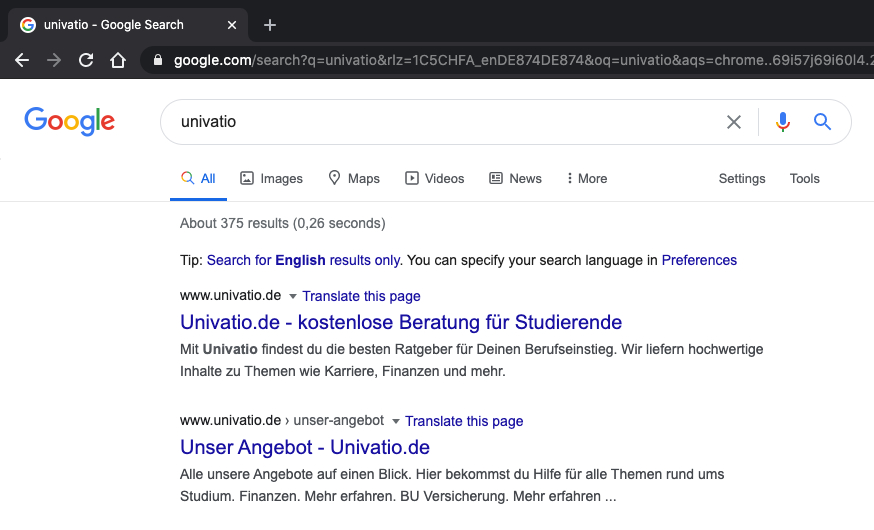 univatio - Google Search
google.com/search?q=univatio&rlz=1C5CHFA_enDE874DE874&oq=univatio&aqs=chrome..69i57j69i60l4.2
Google
univatio
All Images Maps Videos News More Settings Tools
About 375 results (0,26 seconds)
Tip: Search for English results only. You can specify your search language in Preferences
www.univatio.de Translate this page
Univatio.de - kostenlose Beratung für Studierende
Mit Univatio findest du die besten Ratgeber für Deinen Berufseinstieg. Wir liefern hochwertige
Inhalte zu Themen wie Karriere, Finanzen und mehr.
www.univatio.de › unser-angebot Translate this page
Unser Angebot - Univatio.de
Alle unsere Angebote auf einen Blick. Hier bekommst du Hilfe für alle Themen rund ums
Studium. Finanzen. Mehr erfahren. BU Versicherung. Mehr erfahren ...